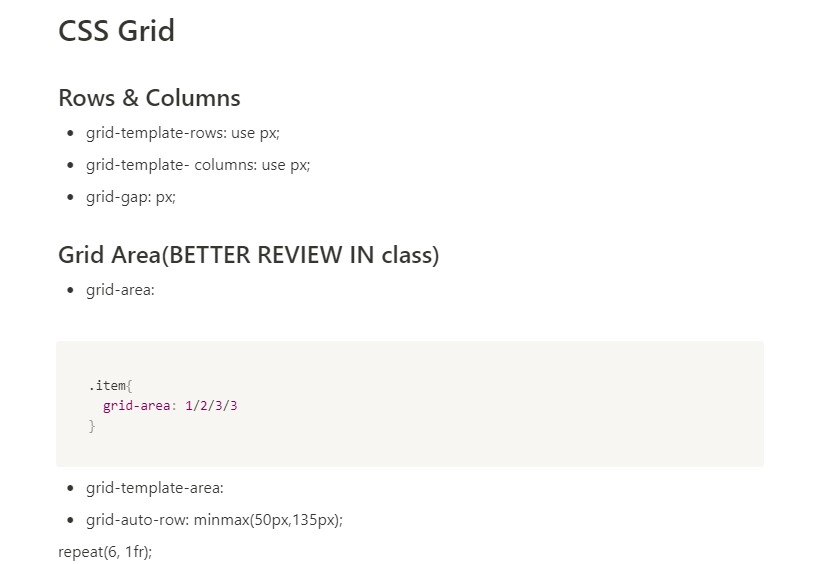 CSS Grid
Rows & Columns
grid-template-rows: use px;
grid-template- columns: use px;
grid-gap: px;
Grid Area(BETTER REVIEW IN class)
grid-area:
.item{
grid-area: 1/2/3/3
}
grid-template-area:
grid-auto-row: minmax(50px,135px);
repeat(6, 1fr);